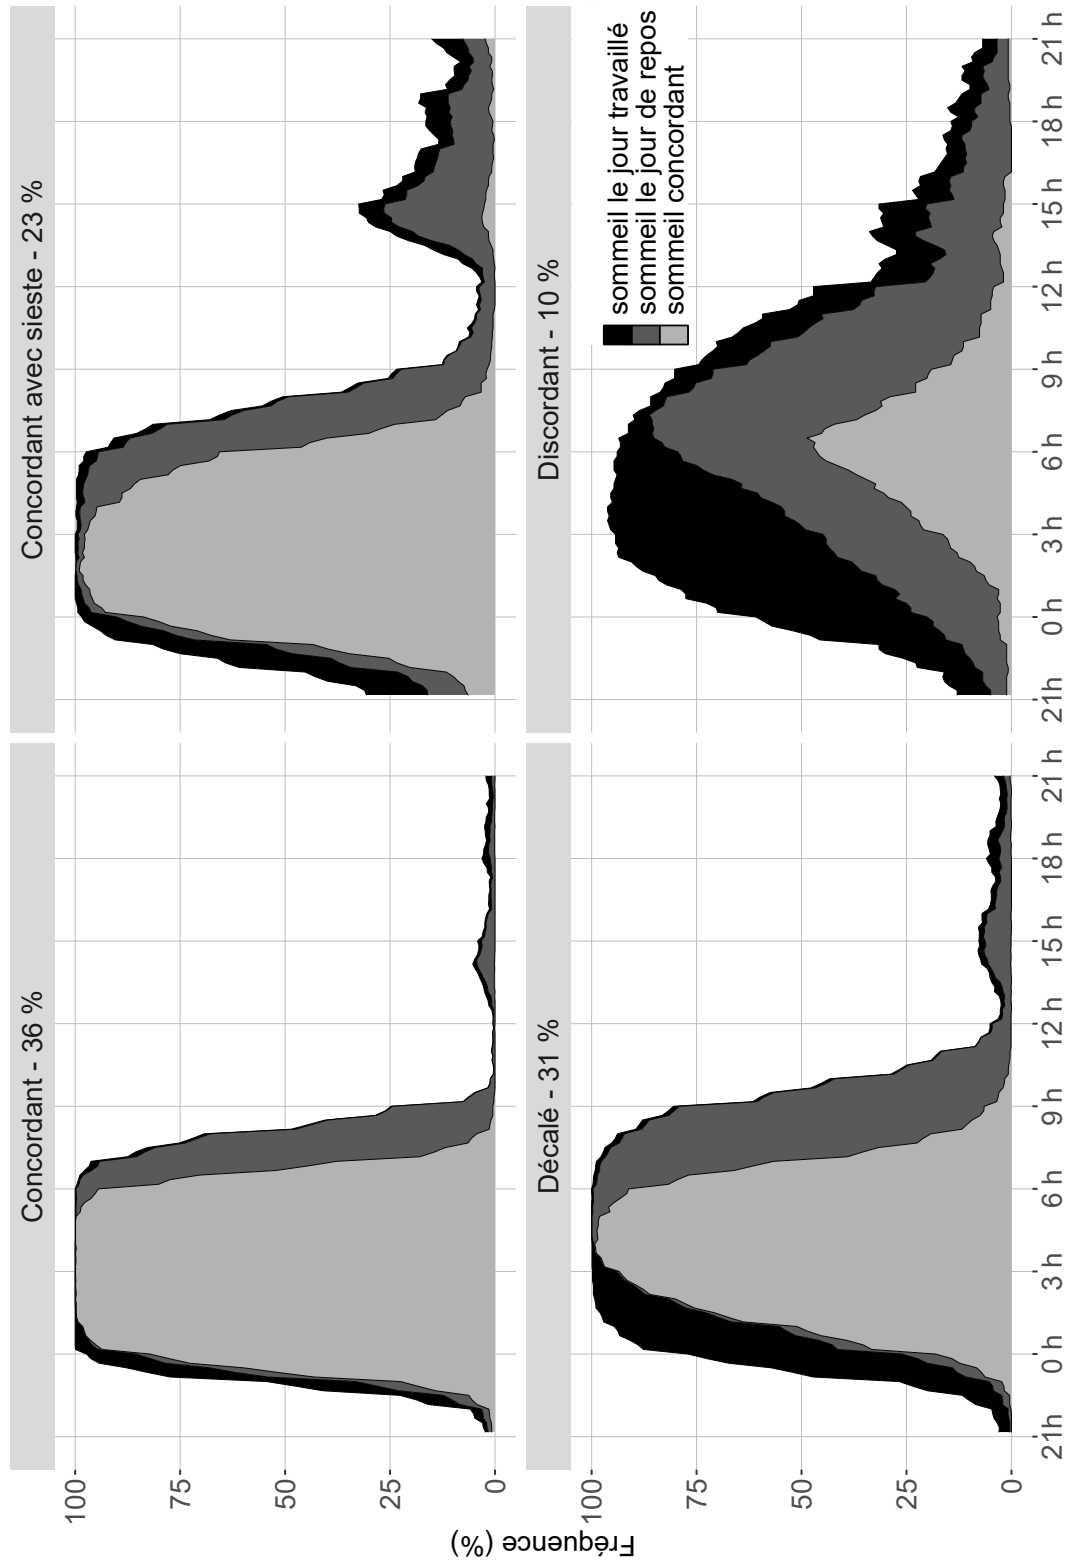 Concordant - 36 %
Concordant avec sieste - 23 %
100
75
50
25
0
Décalé - 31 %
Discordant - 10 %
sommeil le jour travaillé
sommeil le jour de repos
sommeil concordant
100
75
50
25
0
21h
0 h
3 h
6 h
9 h
12 h
15 h
18 h
21 h
21h
0 h
3 h
6 h
9 h
12 h
15 h
18 h
21 h
Fréquence (%)